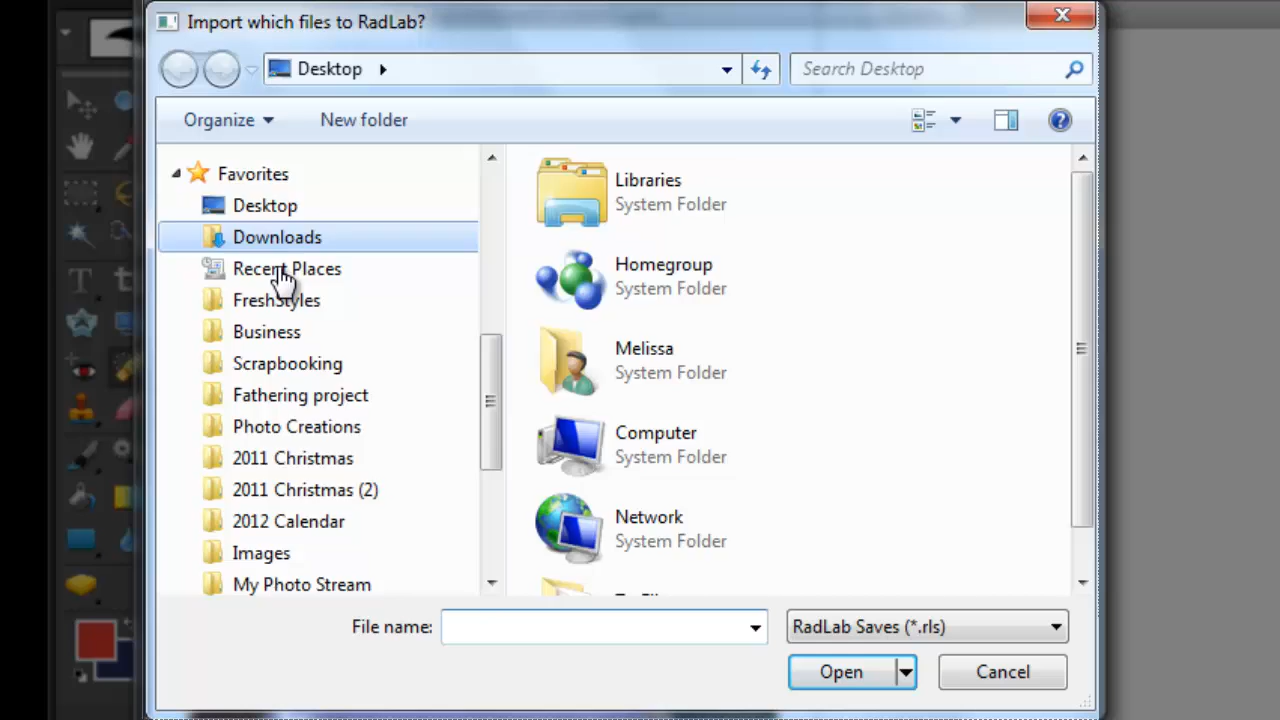 Import which files to RadLab?
Desktop
Search Desktop
Organize
New folder
Favorites
Desktop
Downloads
Recent Places
FreshStyles
Business
Scrapbooking
Fathering project
Photo Creations
2011 Christmas
2011 Christmas (2)
2012 Calendar
Images
My Photo Stream
Libraries
System Folder
Homegroup
System Folder
Melissa
System Folder
Computer
System Folder
Network
System Folder
File name:
RadLab Saves (*.rls)
Open
Cancel